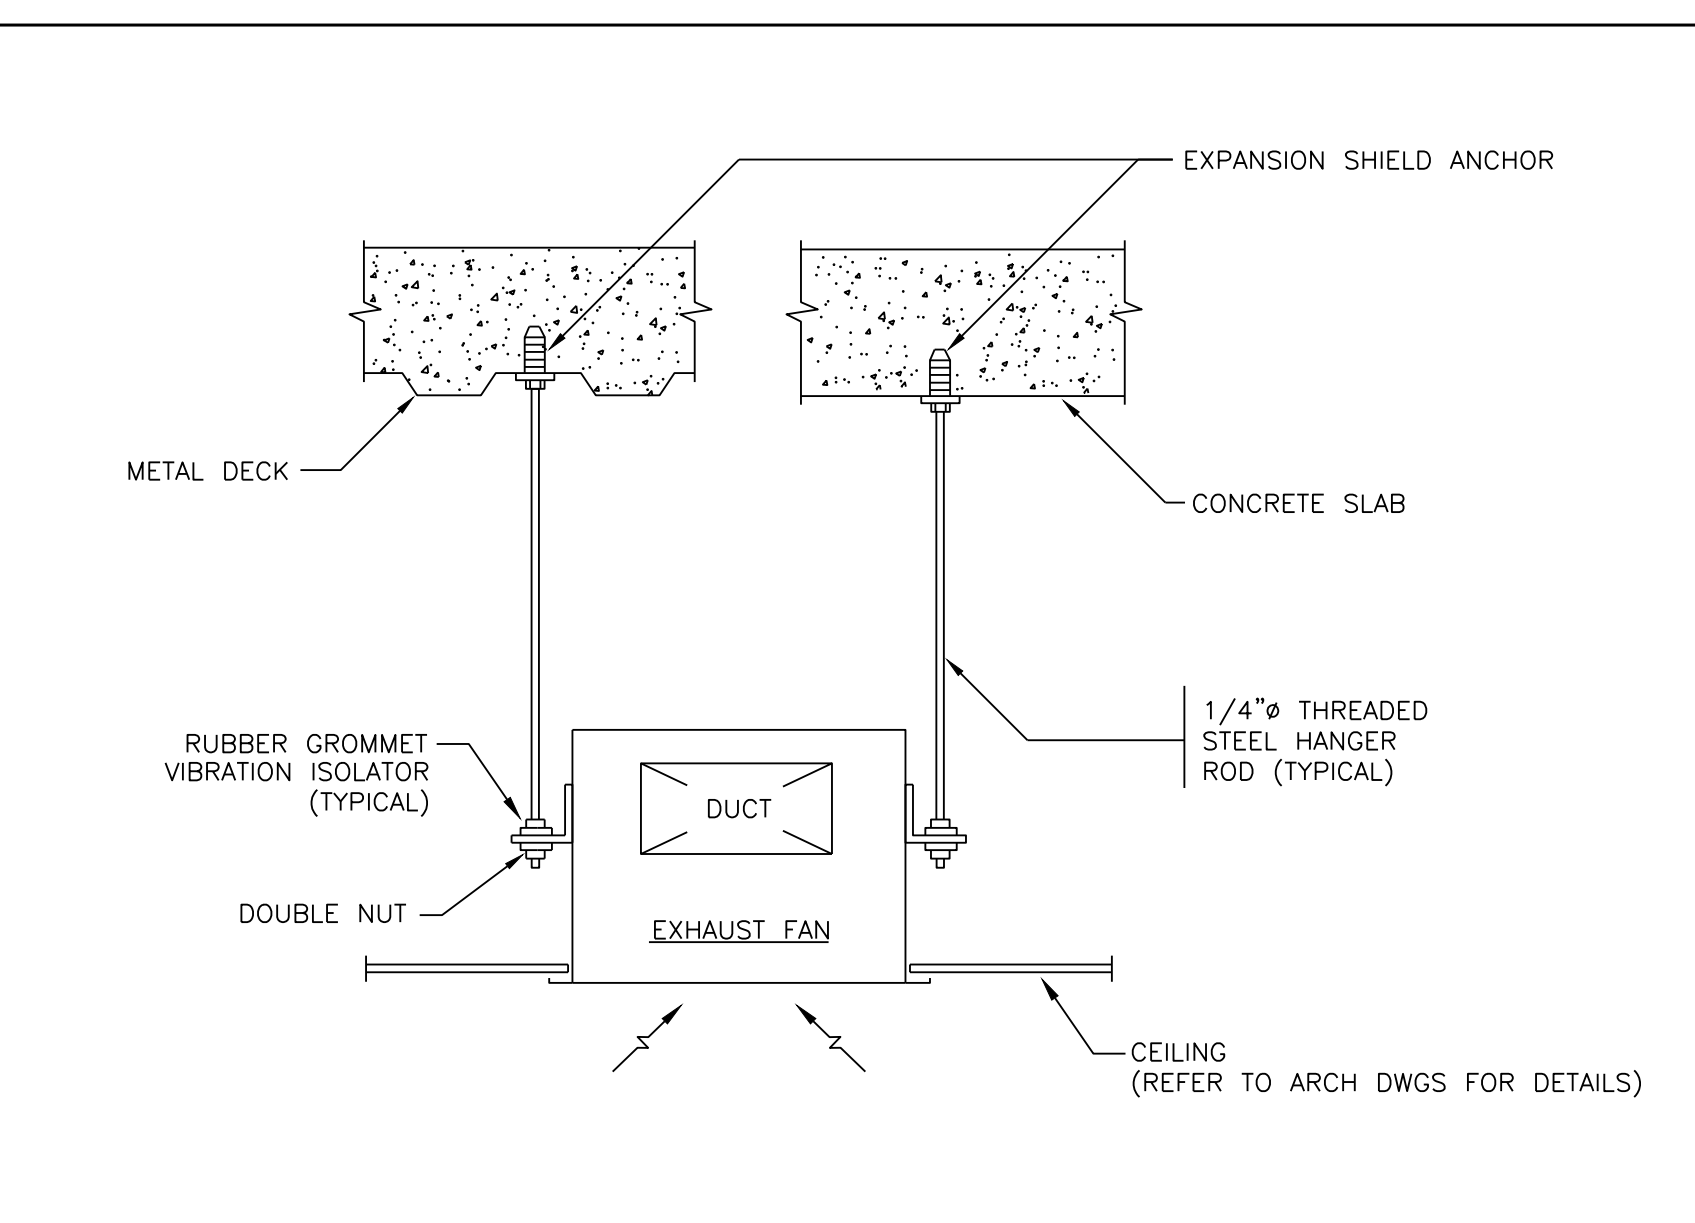 EXPANSION SHIELD ANCHOR
METAL DECK
CONCRETE SLAB
1/4"ø THREADED
STEEL HANGER
ROD (TYPICAL)
RUBBER GROMMET
VIBRATION ISOLATOR
(TYPICAL)
DUCT
DOUBLE NUT
EXHAUST FAN
CEILING
(REFER TO ARCH DWGS FOR DETAILS)